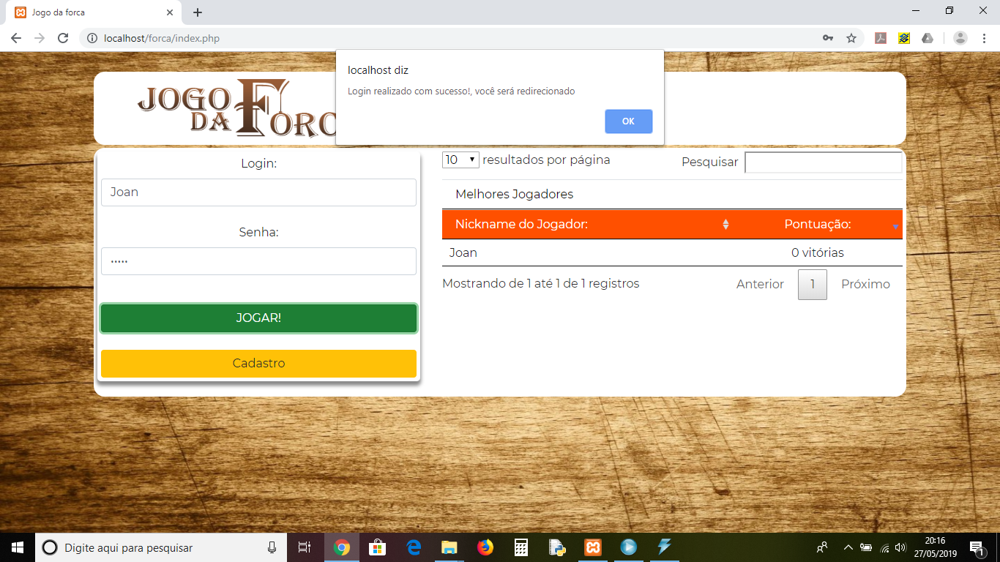 Jogo da forca
localhost/forca/index.php
localhost diz
Login realizado com sucesso!, você será redirecionado
OK
JOGO
DA FORC
Login:
Joan
Senha:
•••••
JOGAR!
Cadastro
10 resultados por página
Pesquisar
Melhores Jogadores
Nickname do Jogador: Pontuação:
Joan 0 vitórias
Mostrando de 1 até 1 de 1 registros
Anterior 1 Próximo
Digite aqui para pesquisar
20:16
27/05/2019
1